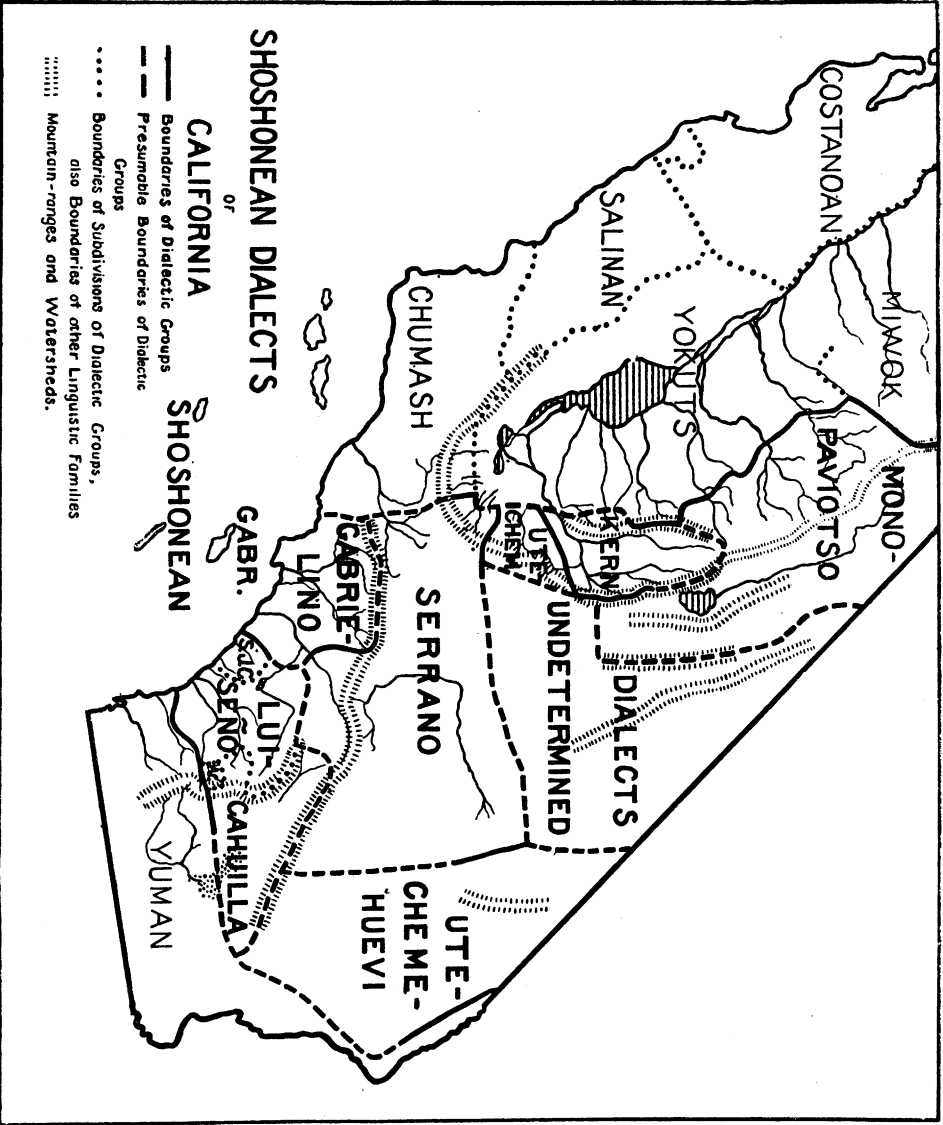 SHOSHONEAN DIALECTS
OF
CALIFORNIA
Boundaries of Dialectic Groups
Presumable Boundaries of Dialectic
Groups
Boundaries of Subdivisions of Dialectic Groups,
also Boundaries of other Linguistic Families
Mountain-ranges and Watersheds.
COSTANOAN
MIWOK
SALINAN
YOKUTS
MONO-
PAVIOTSO
CHUMASH
KERN
UTE
CHEM
UNDETERMINED
DIALECTS
SERRANO
GABRIE-
LINO
GABR.
SHOSHONEAN
LUI-
SEÑO.
CAHUILLA
YUMAN
UTE-
CHEME-
HUEVI